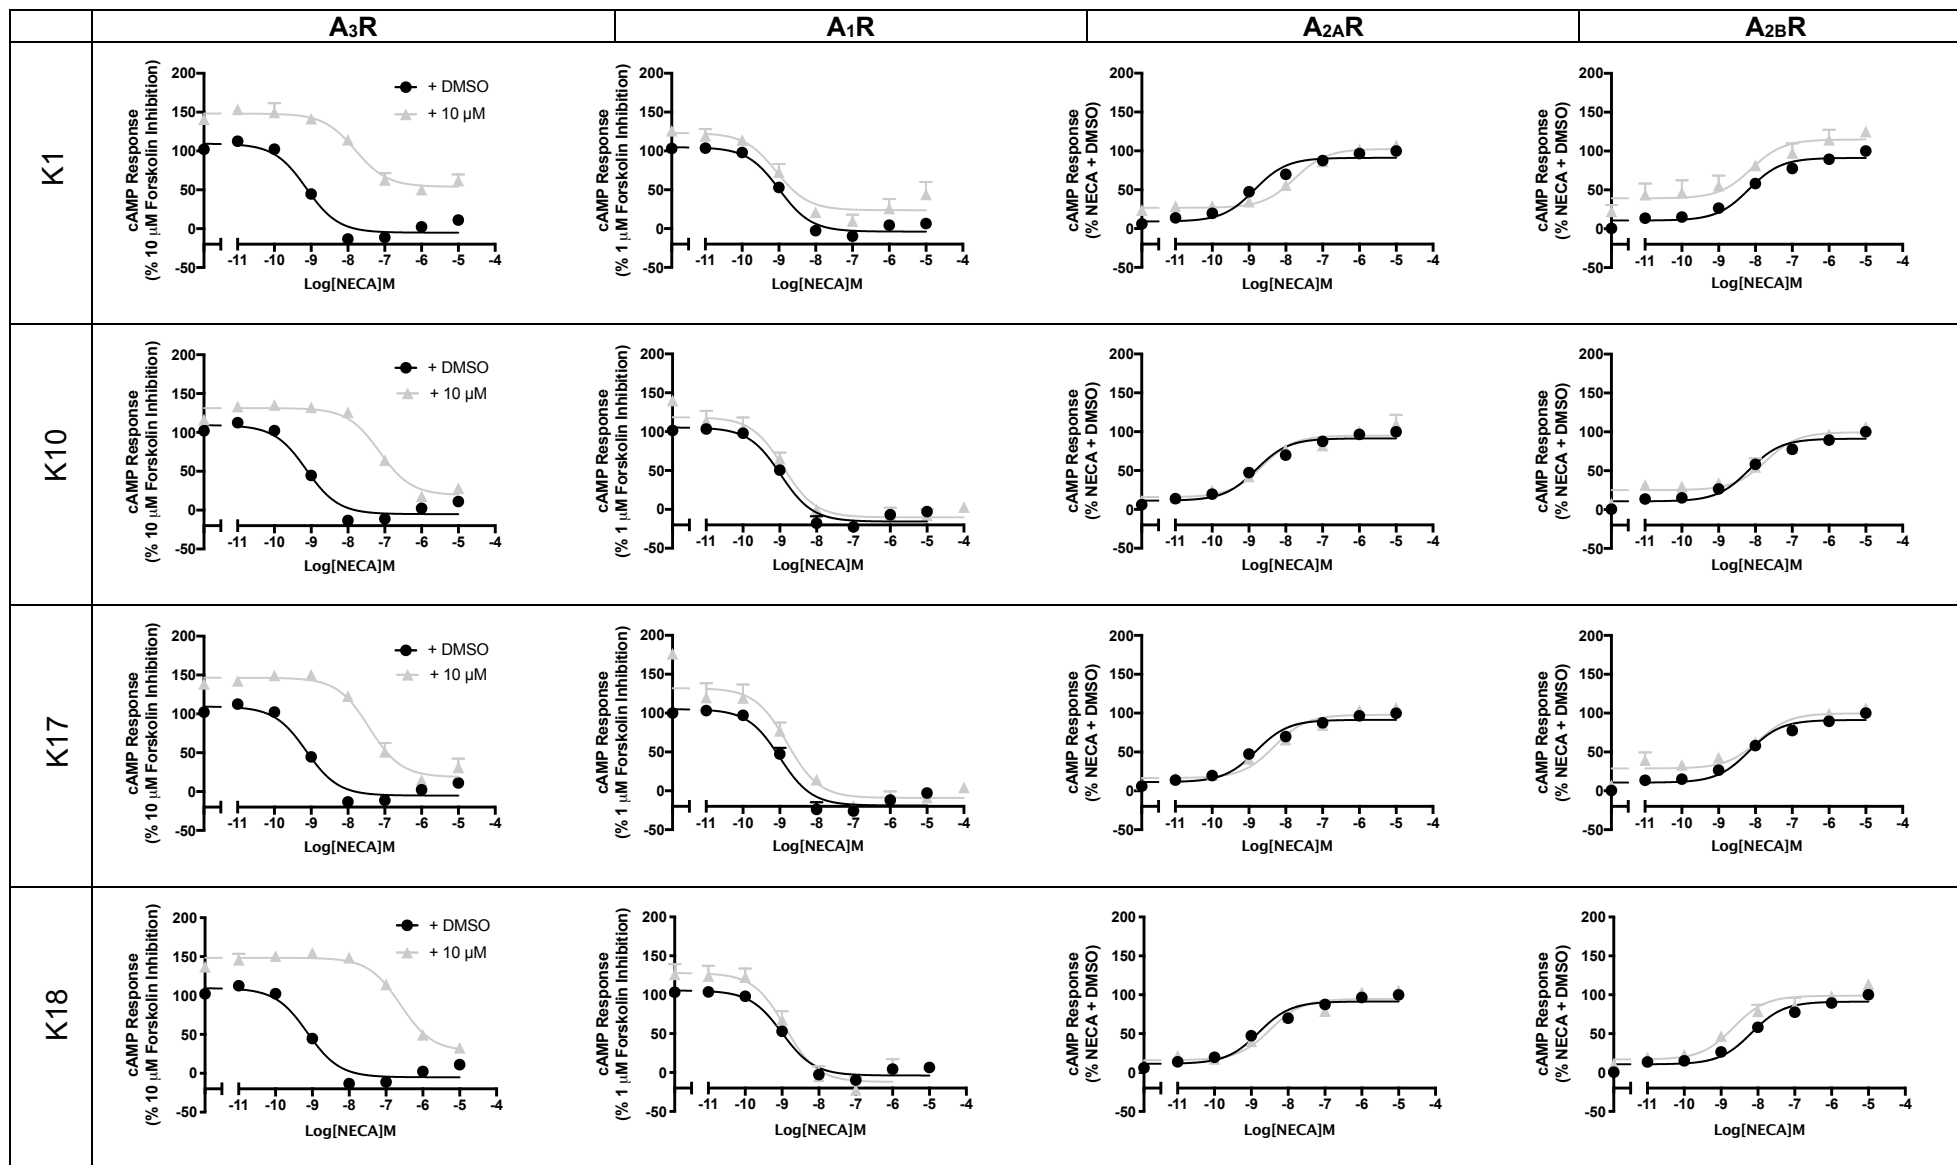 A3R
A1R
A2AR
A2BR
K1
cAMP Response
(% 10 µM Forskolin Inhibition)
200
150
100
50
0
-50
+ DMSO
+ 10 µM
-11 -10 -9 -8 -7 -6 -5 -4
Log[NECA]M
cAMP Response
(% 1 µM Forskolin Inhibition)
200
150
100
50
0
-50
-11 -10 -9 -8 -7 -6 -5 -4
Log[NECA]M
cAMP Response
(% NECA + DMSO)
200
150
100
50
0
-50
-11 -10 -9 -8 -7 -6 -5 -4
Log[NECA]M
cAMP Response
(% NECA + DMSO)
200
150
100
50
0
-50
-11 -10 -9 -8 -7 -6 -5 -4
Log[NECA]M
K10
cAMP Response
(% 10 µM Forskolin Inhibition)
200
150
100
50
0
-50
+ DMSO
+ 10 µM
-11 -10 -9 -8 -7 -6 -5 -4
Log[NECA]M
cAMP Response
(% 1 µM Forskolin Inhibition)
200
150
100
50
0
-50
-11 -10 -9 -8 -7 -6 -5 -4
Log[NECA]M
cAMP Response
(% NECA + DMSO)
200
150
100
50
0
-50
-11 -10 -9 -8 -7 -6 -5 -4
Log[NECA]M
cAMP Response
(% NECA + DMSO)
200
150
100
50
0
-50
-11 -10 -9 -8 -7 -6 -5 -4
Log[NECA]M
K17
cAMP Response
(% 10 µM Forskolin Inhibition)
200
150
100
50
0
-50
+ DMSO
+ 10 µM
-11 -10 -9 -8 -7 -6 -5 -4
Log[NECA]M
cAMP Response
(% 1 µM Forskolin Inhibition)
200
150
100
50
0
-50
-11 -10 -9 -8 -7 -6 -5 -4
Log[NECA]M
cAMP Response
(% NECA + DMSO)
200
150
100
50
0
-50
-11 -10 -9 -8 -7 -6 -5 -4
Log[NECA]M
cAMP Response
(% NECA + DMSO)
200
150
100
50
0
-50
-11 -10 -9 -8 -7 -6 -5 -4
Log[NECA]M
K18
cAMP Response
(% 10 µM Forskolin Inhibition)
200
150
100
50
0
-50
+ DMSO
+ 10 µM
-11 -10 -9 -8 -7 -6 -5 -4
Log[NECA]M
cAMP Response
(% 1 µM Forskolin Inhibition)
200
150
100
50
0
-50
-11 -10 -9 -8 -7 -6 -5 -4
Log[NECA]M
cAMP Response
(% NECA + DMSO)
200
150
100
50
0
-50
-11 -10 -9 -8 -7 -6 -5 -4
Log[NECA]M
cAMP Response
(% NECA + DMSO)
200
150
100
50
0
-50
-11 -10 -9 -8 -7 -6 -5 -4
Log[NECA]M